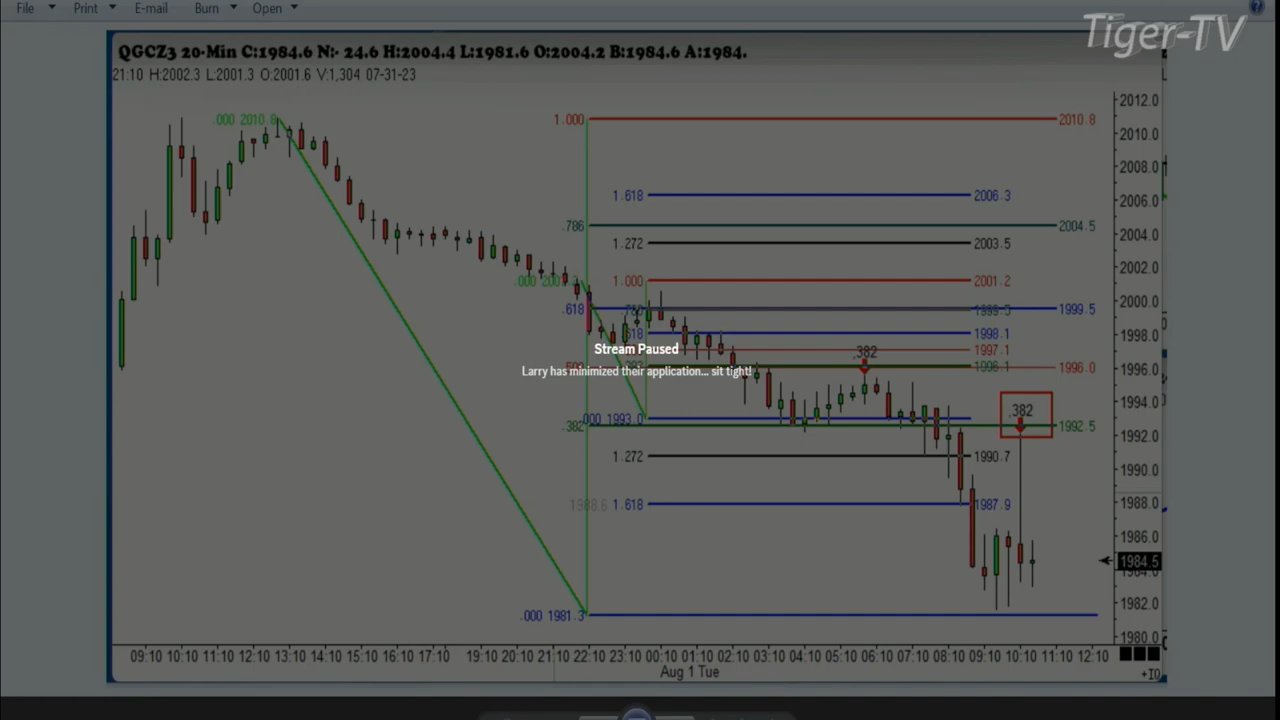 File Print E-mail Burn Open
Tiger-TV
QGCZ3 20-Min C:1984.6 N:- 24.6 H:2004.4 L:1981.6 O:2004.2 B:1984.6 A:1984.
21:10 H:2002.3 L:2001.3 O:2001.6 V:1,304 07-31-23
2012.0
.000 2010.8 1.000 2010.8
2010.0
2008.0
1.618 2006.3
2006.0
.786 2004.5
2004.0
1.272 2003.5
2002.0
.000 1.000 2001.2
2000.0
.618 1999.5
1998.1
1998.0
Stream Paused 1997.1
.382
1996.1 1996.0 1996.0
Larry has minimized their application... sit tight!
1994.0
.382
.000 1993.0
.382 1992.5
1992.0
1.272 1990.7
1990.0
1988.6 1.618 1987.9
1988.0
1986.0
1984.5
1982.0
.000 1981.3
1980.0
09:10 10:10 11:10 12:10 13:10 14:10 15:10 16:10 17:10 19:10 20:10 21:10 22:10 23:10 00:10 01:10 02:10 03:10 04:10 05:10 06:10 07:10 08:10 09:10 10:10 11:10 12:10
Aug 1 Tue
+10